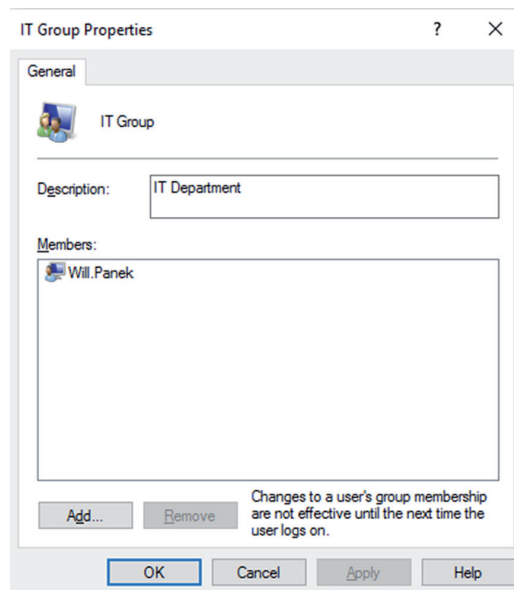 IT Group Properties ? ×
General
IT Group
Description: IT Department
Members:
Will.Panek
Add... Remove
Changes to a user's group membership
are not effective until the next time the
user logs on.
OK Cancel Apply Help